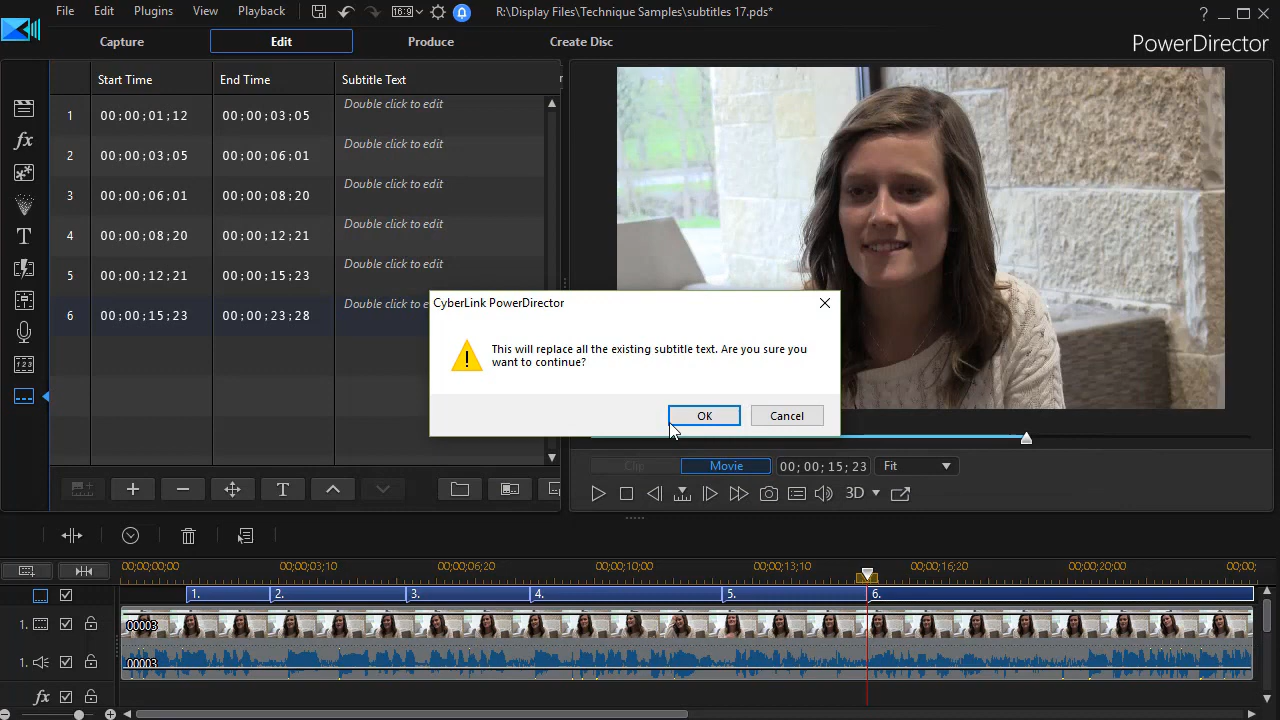 File Edit Plugins View Playback 16:9 R:\Display Files\Technique Samples\subtitles 17.pds* ?
Capture Edit Produce Create Disc PowerDirector
Start Time End Time Subtitle Text
1 00;00;01;12 00;00;03;05 Double click to edit
2 00;00;03;05 00;00;06;01 Double click to edit
3 00;00;06;01 00;00;08;20 Double click to edit
4 00;00;08;20 00;00;12;21 Double click to edit
5 00;00;12;21 00;00;15;23 Double click to edit
6 00;00;15;23 00;00;23;28 Double click to e
CyberLink PowerDirector
This will replace all the existing subtitle text. Are you sure you
want to continue?
OK Cancel
Clip Movie 00; 00; 15; 23 Fit
T
3D
fx
T
00;00;00;00 00;00;03;10 00;00;06;20 00;00;10;00 00;00;13;10 00;00;16;20 00;00;20;00 00;00;
1. 2. 3. 4. 5. 6.
1. 00003
1. 00003
fx